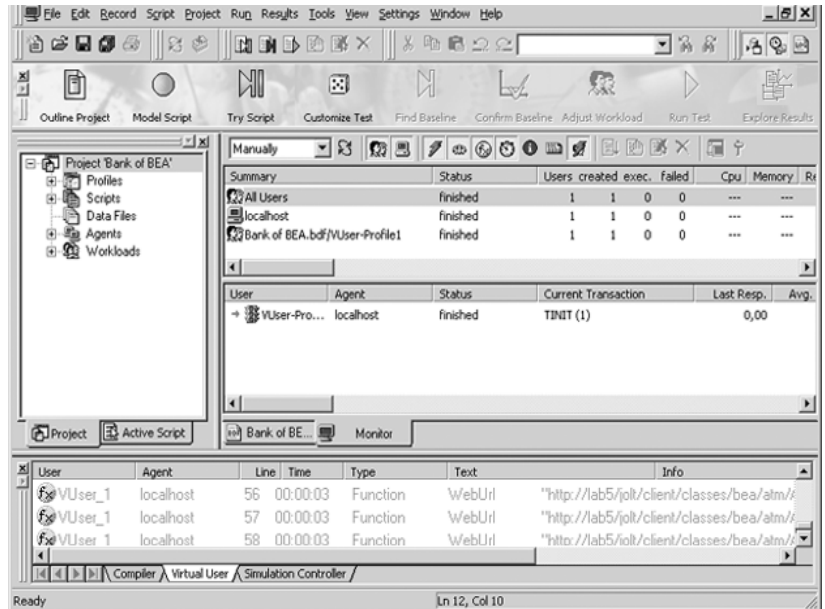 File Edit Record Script Project Run Results Tools View Settings Window Help
Outline Project Model Script Try Script Customize Test Find Baseline Confirm Baseline Adjust Workload Run Test Explore Results
Manually
Project 'Bank of BEA'
Profiles
Scripts
Data Files
Agents
Workloads
Project Active Script
Summary Status Users created exec. failed Cpu Memory Re
All Users finished 1 1 0 0 --- ---
localhost finished 1 1 0 0 --- ---
Bank of BEA.bdf/VUser-Profile1 finished 1 1 0 0 --- ---
User Agent Status Current Transaction Last Resp. Avg.
VUser-Pro... localhost finished TINIT (1) 0,00
Bank of BE... Monitor
User Agent Line Time Type Text Info
VUser_1 localhost 56 00:00:03 Function WebUrl "http://lab5/jolt/client/classes/bea/atm/
VUser_1 localhost 57 00:00:03 Function WebUrl "http://lab5/jolt/client/classes/bea/atm/
VUser_1 localhost 58 00:00:03 Function WebUrl "http://lab5/jolt/client/classes/bea/atm/
Compiler Virtual User Simulation Controller
Ready Ln 12, Col 10